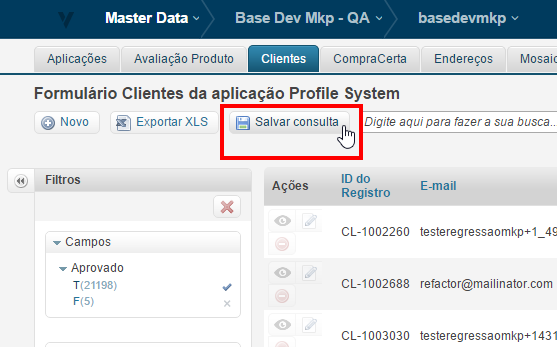 Master Data Base Dev Mkp - QA basedevmkp
Aplicações Avaliação Produto Clientes CompraCerta Endereços Mosaic
Formulário Clientes da aplicação Profile System
Novo Exportar XLS Salvar consulta Digite aqui para fazer a sua busca...
Filtros
Ações ID do Registro E-mail
Campos
Aprovado
T(21198)
F(5)
CL-1002260 testeregressaomkp+1_49
CL-1002688 refactor@mailinator.com
CL-1003030 testeregressaomkp+1431